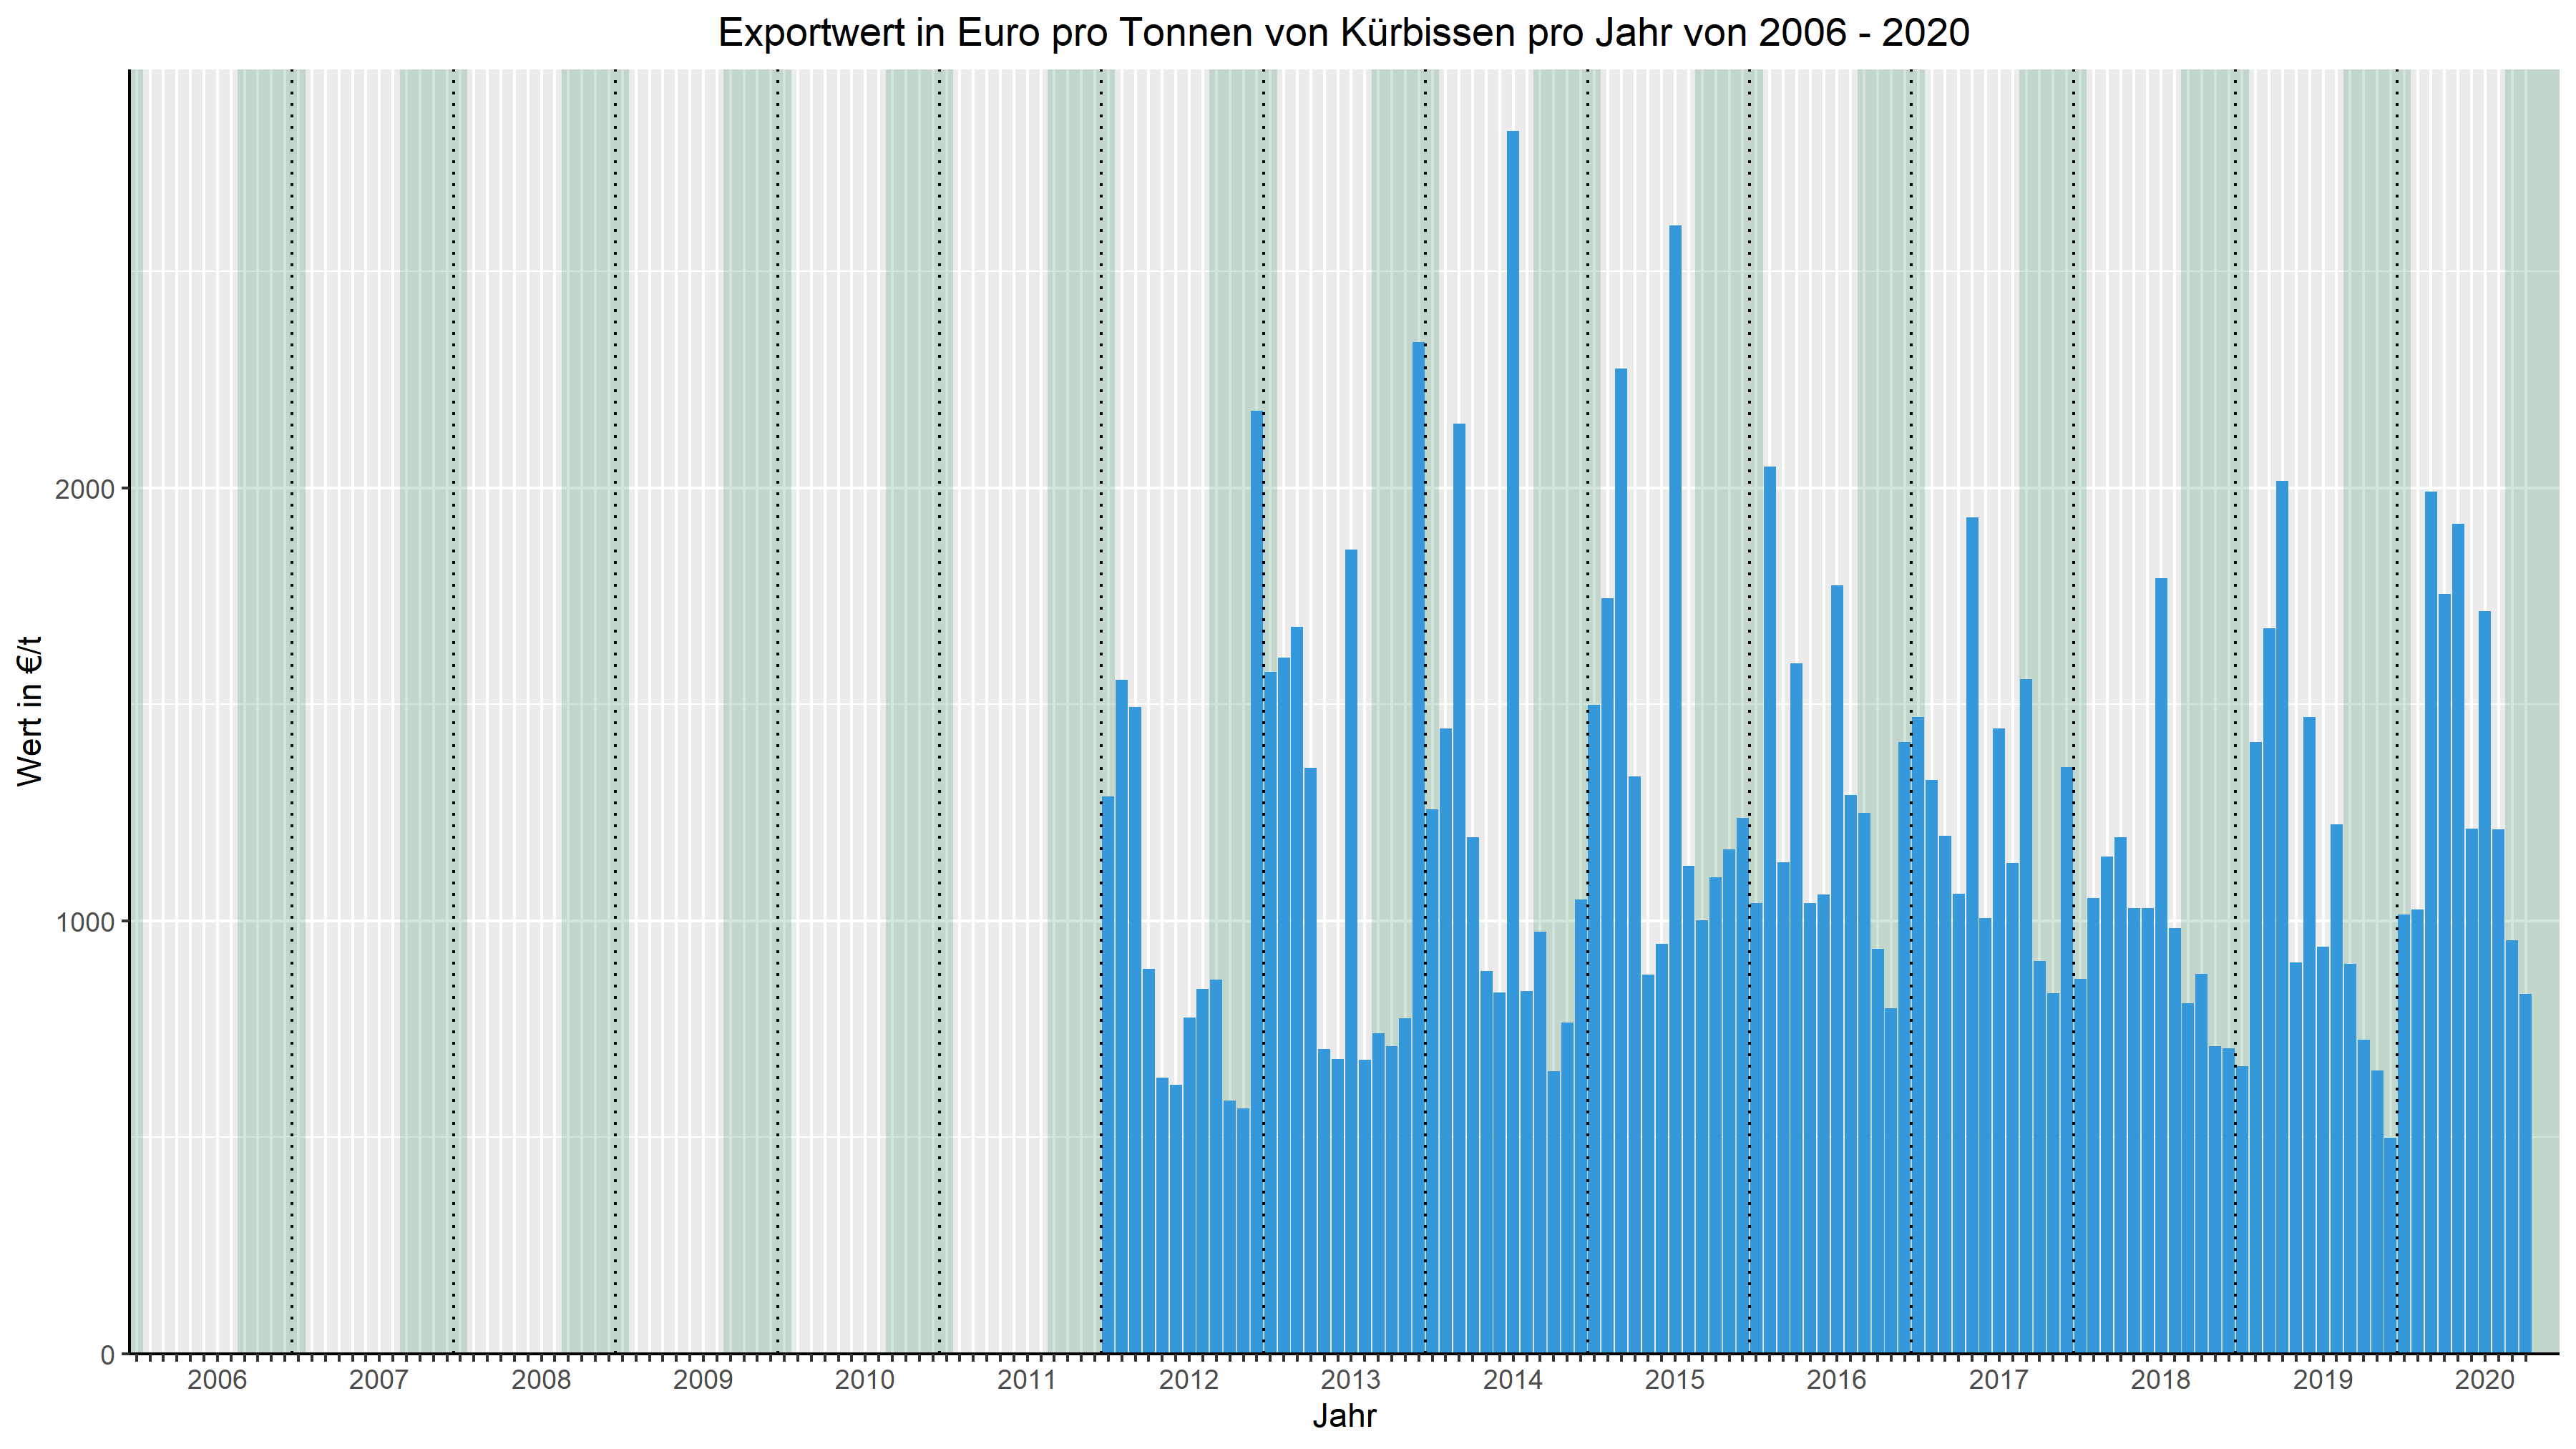 Exportwert in Euro pro Tonnen von Kürbissen pro Jahr von 2006 - 2020
Wert in €/t
2000
1000
0
2006 2007 2008 2009 2010 2011 2012 2013 2014 2015 2016 2017 2018 2019 2020
Jahr